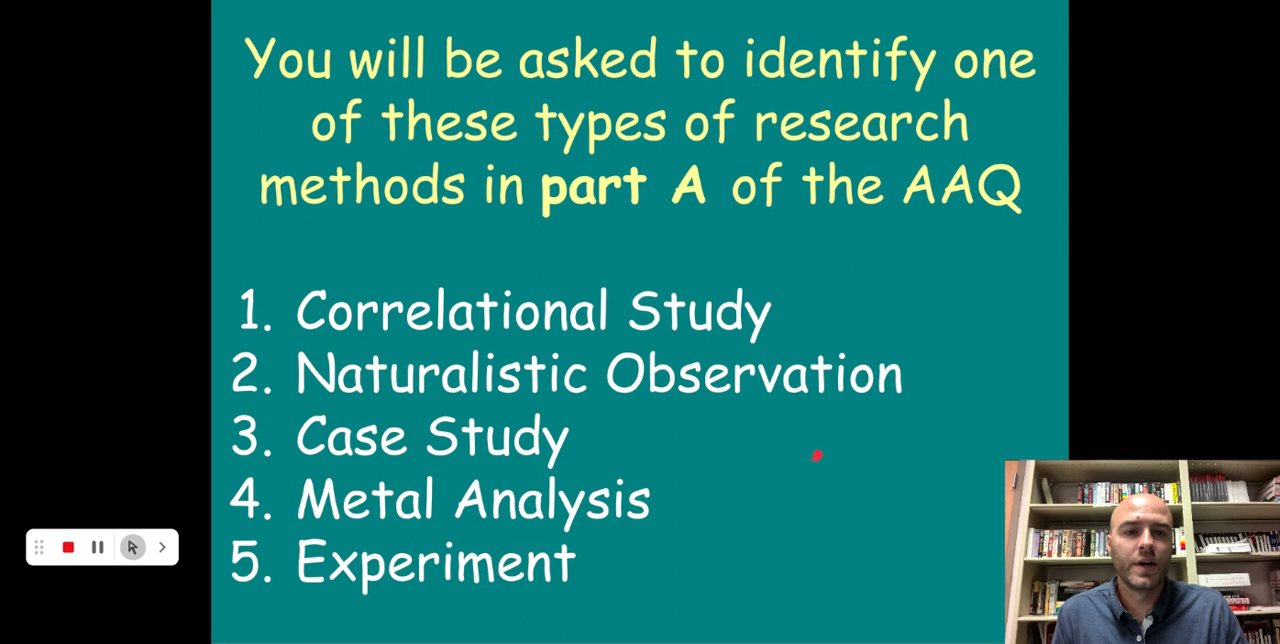 You will be asked to identify one
of these types of research
methods in part A of the AAQ
1. Correlational Study
2. Naturalistic Observation
3. Case Study
4. Metal Analysis
5. Experiment